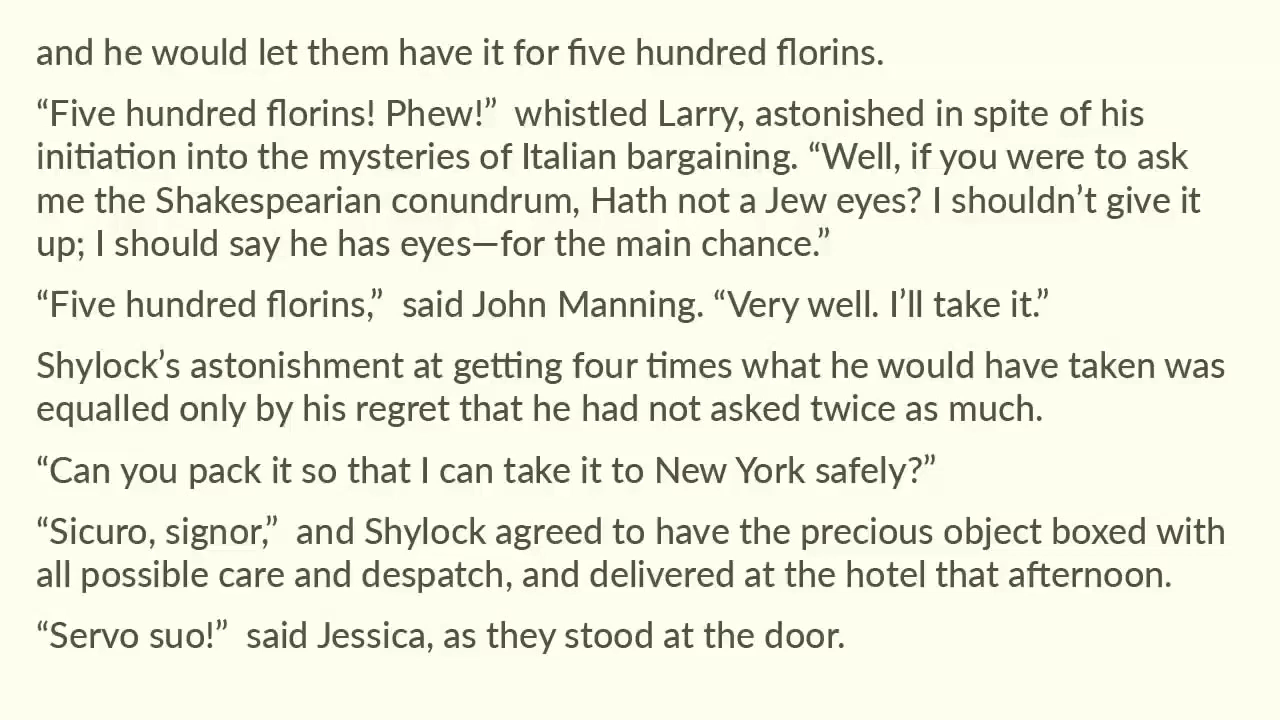 and he would let them have it for five hundred florins.
“Five hundred florins! Phew!”  whistled Larry, astonished in spite of his
initiation into the mysteries of Italian bargaining. “Well, if you were to ask
me the Shakespearian conundrum, Hath not a Jew eyes? I shouldn’t give it
up; I should say he has eyes—for the main chance.”
“Five hundred florins,”  said John Manning. “Very well. I’ll take it.”
Shylock’s astonishment at getting four times what he would have taken was
equalled only by his regret that he had not asked twice as much.
“Can you pack it so that I can take it to New York safely?”
“Sicuro, signor,”  and Shylock agreed to have the precious object boxed with
all possible care and despatch, and delivered at the hotel that afternoon.
“Servo suo!”  said Jessica, as they stood at the door.